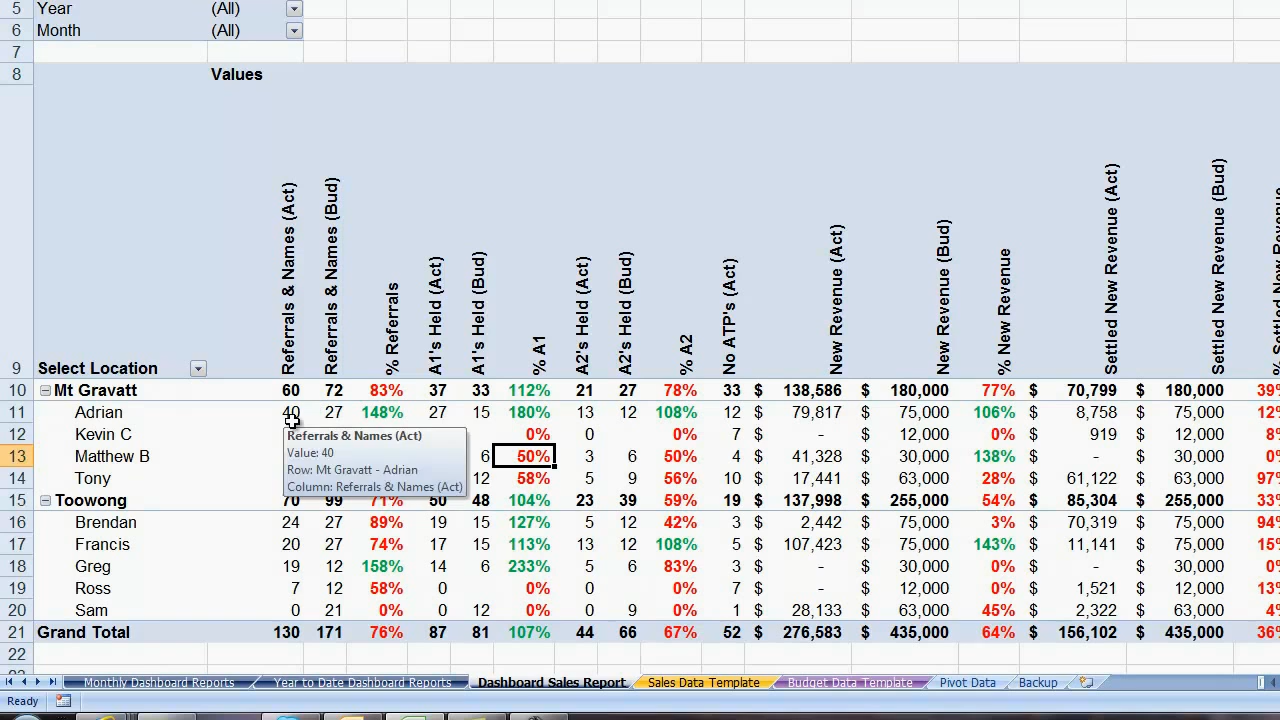 5 Year (All)
6 Month (All)
7
8 Values
9 Select Location Referrals & Names (Act) Referrals & Names (Bud) % Referrals A1's Held (Act) A1's Held (Bud) % A1 A2's Held (Act) A2's Held (Bud) % A2 No ATP's (Act) New Revenue (Act) New Revenue (Bud) % New Revenue Settled New Revenue (Act) Settled New Revenue (Bud) % Settled New Revenue
10 Mt Gravatt 60 72 83% 37 33 112% 21 27 78% 33 $ 138,586 $ 180,000 77% $ 70,799 $ 180,000 39%
11 Adrian 40 27 148% 27 15 180% 13 12 108% 12 $ 79,817 $ 75,000 106% $ 8,758 $ 75,000 12%
12 Kevin C 0% 0 0% 7 $ - $ 12,000 0% $ 919 $ 12,000 8%
13 Matthew B 6 50% 3 6 50% 4 $ 41,328 $ 30,000 138% $ - $ 30,000 0%
14 Tony 12 58% 5 9 56% 10 $ 17,441 $ 63,000 28% $ 61,122 $ 63,000 97%
Referrals & Names (Act)
Value: 40
Row: Mt Gravatt - Adrian
Column: Referrals & Names (Act)
15 Toowong 70 99 71% 50 48 104% 23 39 59% 19 $ 137,998 $ 255,000 54% $ 85,304 $ 255,000 33%
16 Brendan 24 27 89% 19 15 127% 5 12 42% 3 $ 2,442 $ 75,000 3% $ 70,319 $ 75,000 94%
17 Francis 20 27 74% 17 15 113% 13 12 108% 5 $ 107,423 $ 75,000 143% $ 11,141 $ 75,000 15%
18 Greg 19 12 158% 14 6 233% 5 6 83% 3 $ - $ 30,000 0% $ - $ 30,000 0%
19 Ross 7 12 58% 0 0% 0 0% 7 $ - $ 12,000 0% $ 1,521 $ 12,000 13%
20 Sam 0 21 0% 0 12 0% 0 9 0% 1 $ 28,133 $ 63,000 45% $ 2,322 $ 63,000 4%
21 Grand Total 130 171 76% 87 81 107% 44 66 67% 52 $ 276,583 $ 435,000 64% $ 156,102 $ 435,000 36%
22
Monthly Dashboard Reports Year to Date Dashboard Reports Dashboard Sales Report Sales Data Template Budget Data Template Pivot Data Backup
Ready